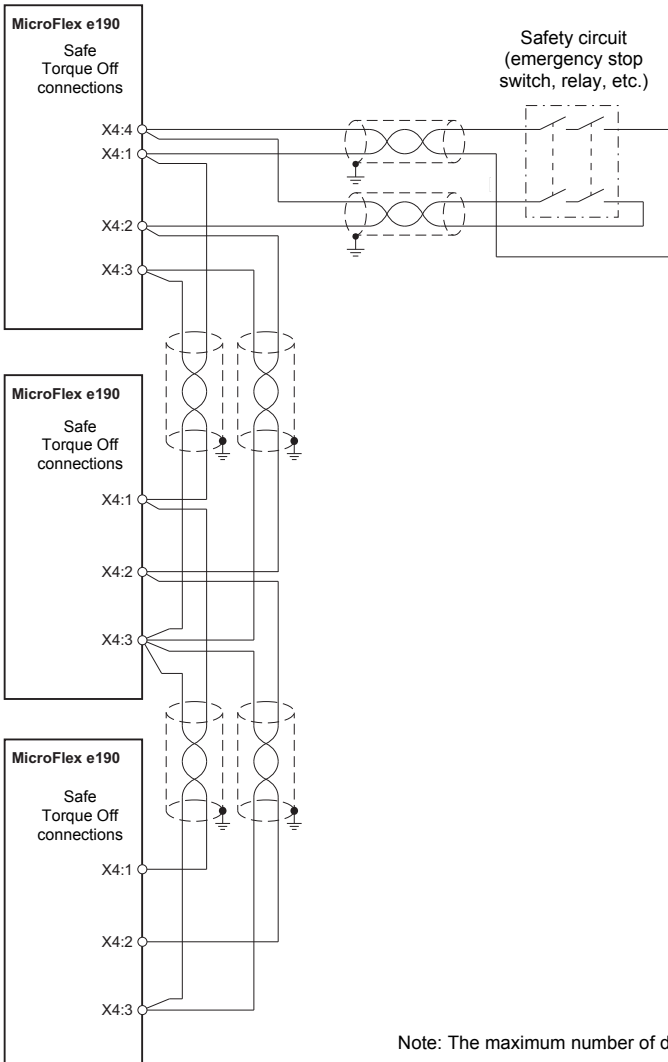 MicroFlex e190
Safe
Torque Off
connections
X4:4
X4:1
X4:2
X4:3
Safety circuit
(emergency stop
switch, relay, etc.)
MicroFlex e190
Safe
Torque Off
connections
X4:1
X4:2
X4:3
MicroFlex e190
Safe
Torque Off
connections
X4:1
X4:2
X4:3
Note: The maximum number of d